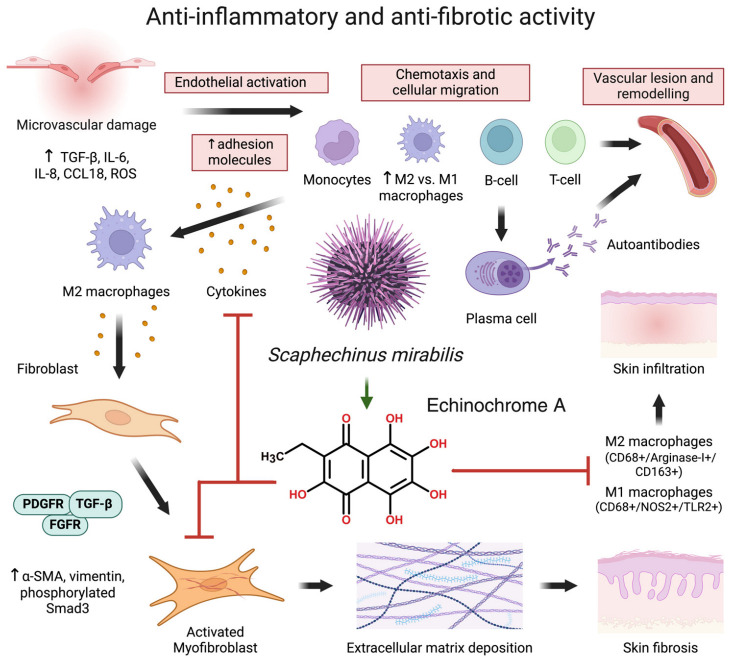 Anti-inflammatory and anti-fibrotic activity
Endothelial activation
Chemotaxis and
cellular migration
Vascular lesion and
remodelling
Microvascular damage
↑ TGF-β, IL-6,
IL-8, CCL18, ROS
↑adhesion
molecules
Monocytes
↑M2 vs. M1
macrophages
B-cell
T-cell
Autoantibodies
M2 macrophages
Cytokines
Plasma cell
Scaphechinus mirabilis
Skin infiltration
Fibroblast
Echinochrome A
O
OH
OH
H₃C
HO
OH
O
OH
M2 macrophages
(CD68+/Arginase-I+/
CD163+)
M1 macrophages
(CD68+/NOS2+/TLR2+)
PDGFR
TGF-β
FGFR
↑α-SMA, vimentin,
phosphorylated
Smad3
Activated
Myofibroblast
Extracellular matrix deposition
Skin fibrosis